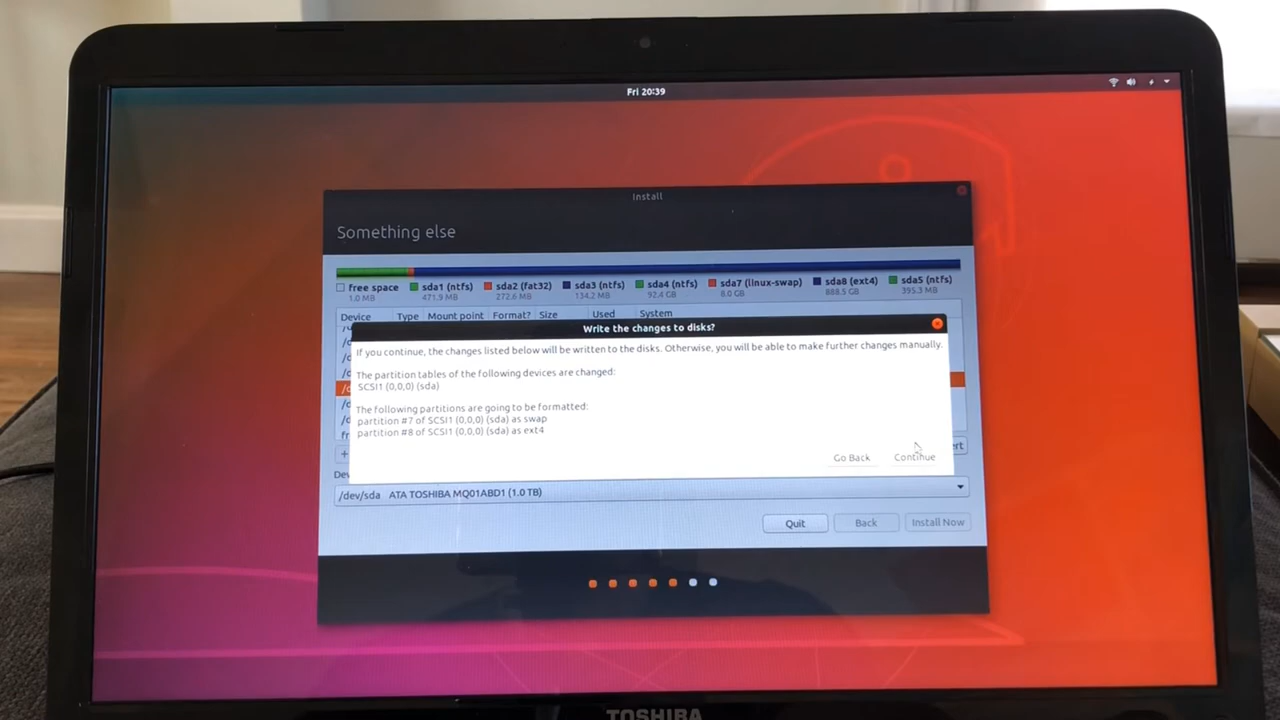 Fri 20:39
Install
Something else
free space sda1 (ntfs) sda2 (fat32) sda3 (ntfs) sda4 (ntfs) sda7 (linux-swap) sda8 (ext4) sda5 (ntfs)
1.0 MB 471.9 MB 272.6 MB 134.2 MB 92.4 GB 8.0 GB 888.5 GB 395.3 MB
Device Type Mount point Format? Size Used System
Write the changes to disks?
If you continue, the changes listed below will be written to the disks. Otherwise, you will be able to make further changes manually.
The partition tables of the following devices are changed:
SCSI1 (0,0,0) (sda)
The following partitions are going to be formatted:
partition #7 of SCSI1 (0,0,0) (sda) as swap
partition #8 of SCSI1 (0,0,0) (sda) as ext4
Go Back Continue
/dev/sda ATA TOSHIBA MQ01ABD1 (1.0 TB)
Quit Back Install Now
TOSHIBA